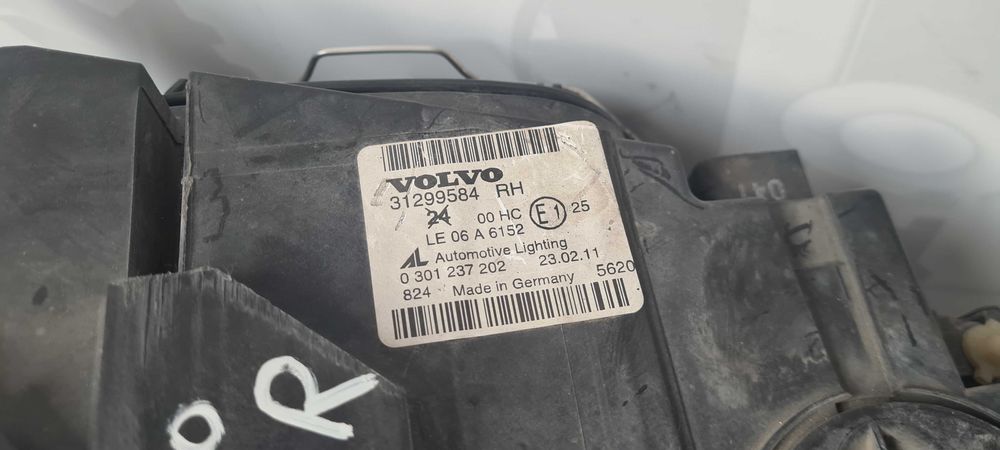 VOLVO
31299584 RH
24 00 HC E1 25
LE 06 A 6152
AL Automotive Lighting
0 301 237 202 23.02.11
824 Made in Germany 5620
R